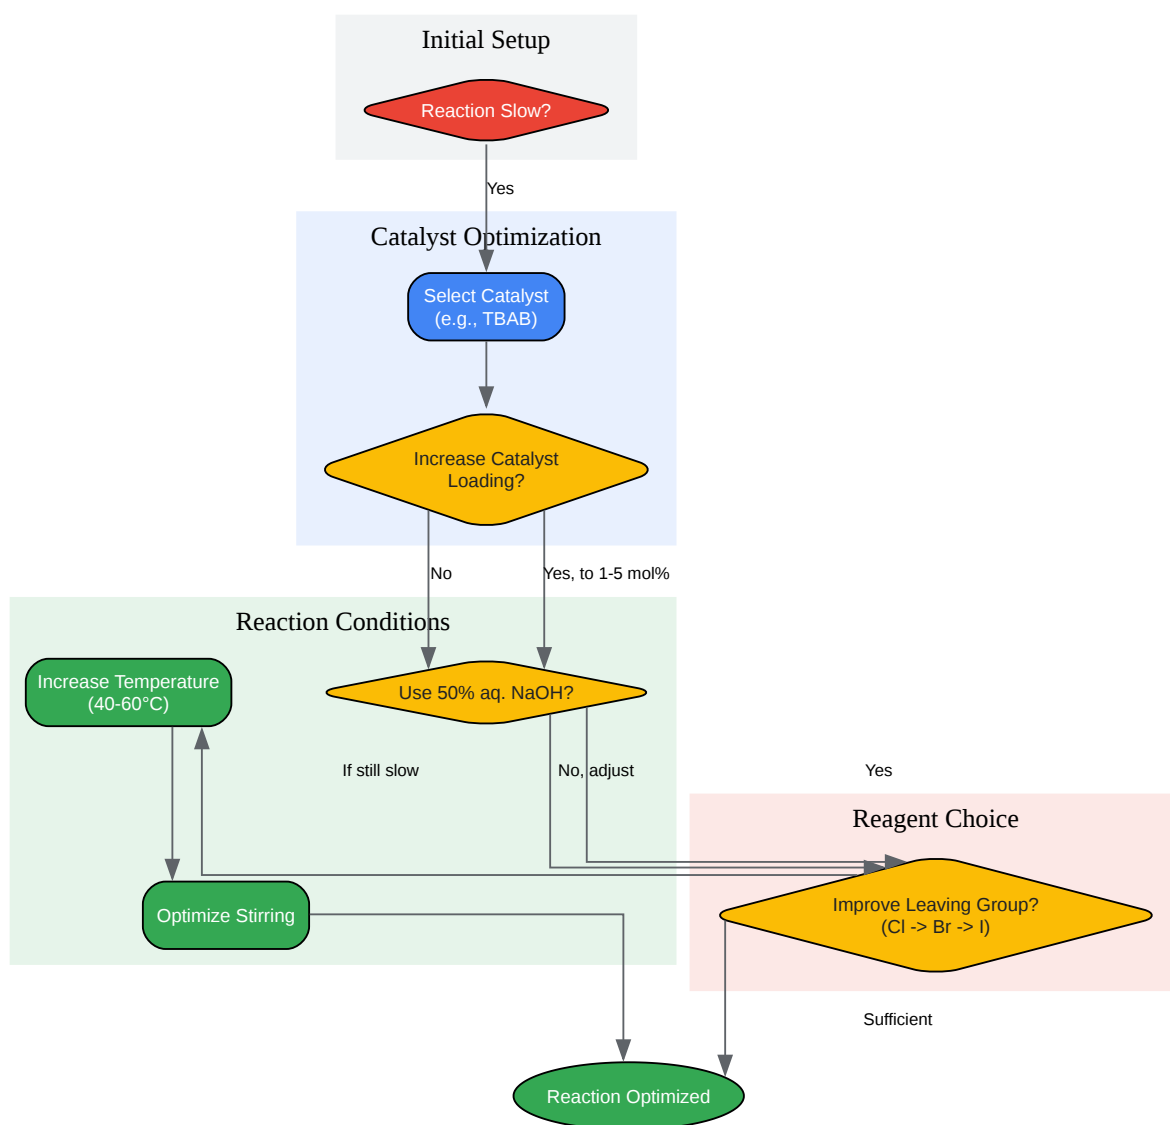 Initial Setup
Reaction Slow?
Yes
Catalyst Optimization
Select Catalyst
(e.g., TBAB)
Increase Catalyst
Loading?
No
Yes, to 1-5 mol%
Reaction Conditions
Increase Temperature
(40-60°C)
Use 50% aq. NaOH?
If still slow
No, adjust
Yes
Reagent Choice
Improve Leaving Group?
(Cl -> Br -> I)
Optimize Stirring
Sufficient
Reaction Optimized